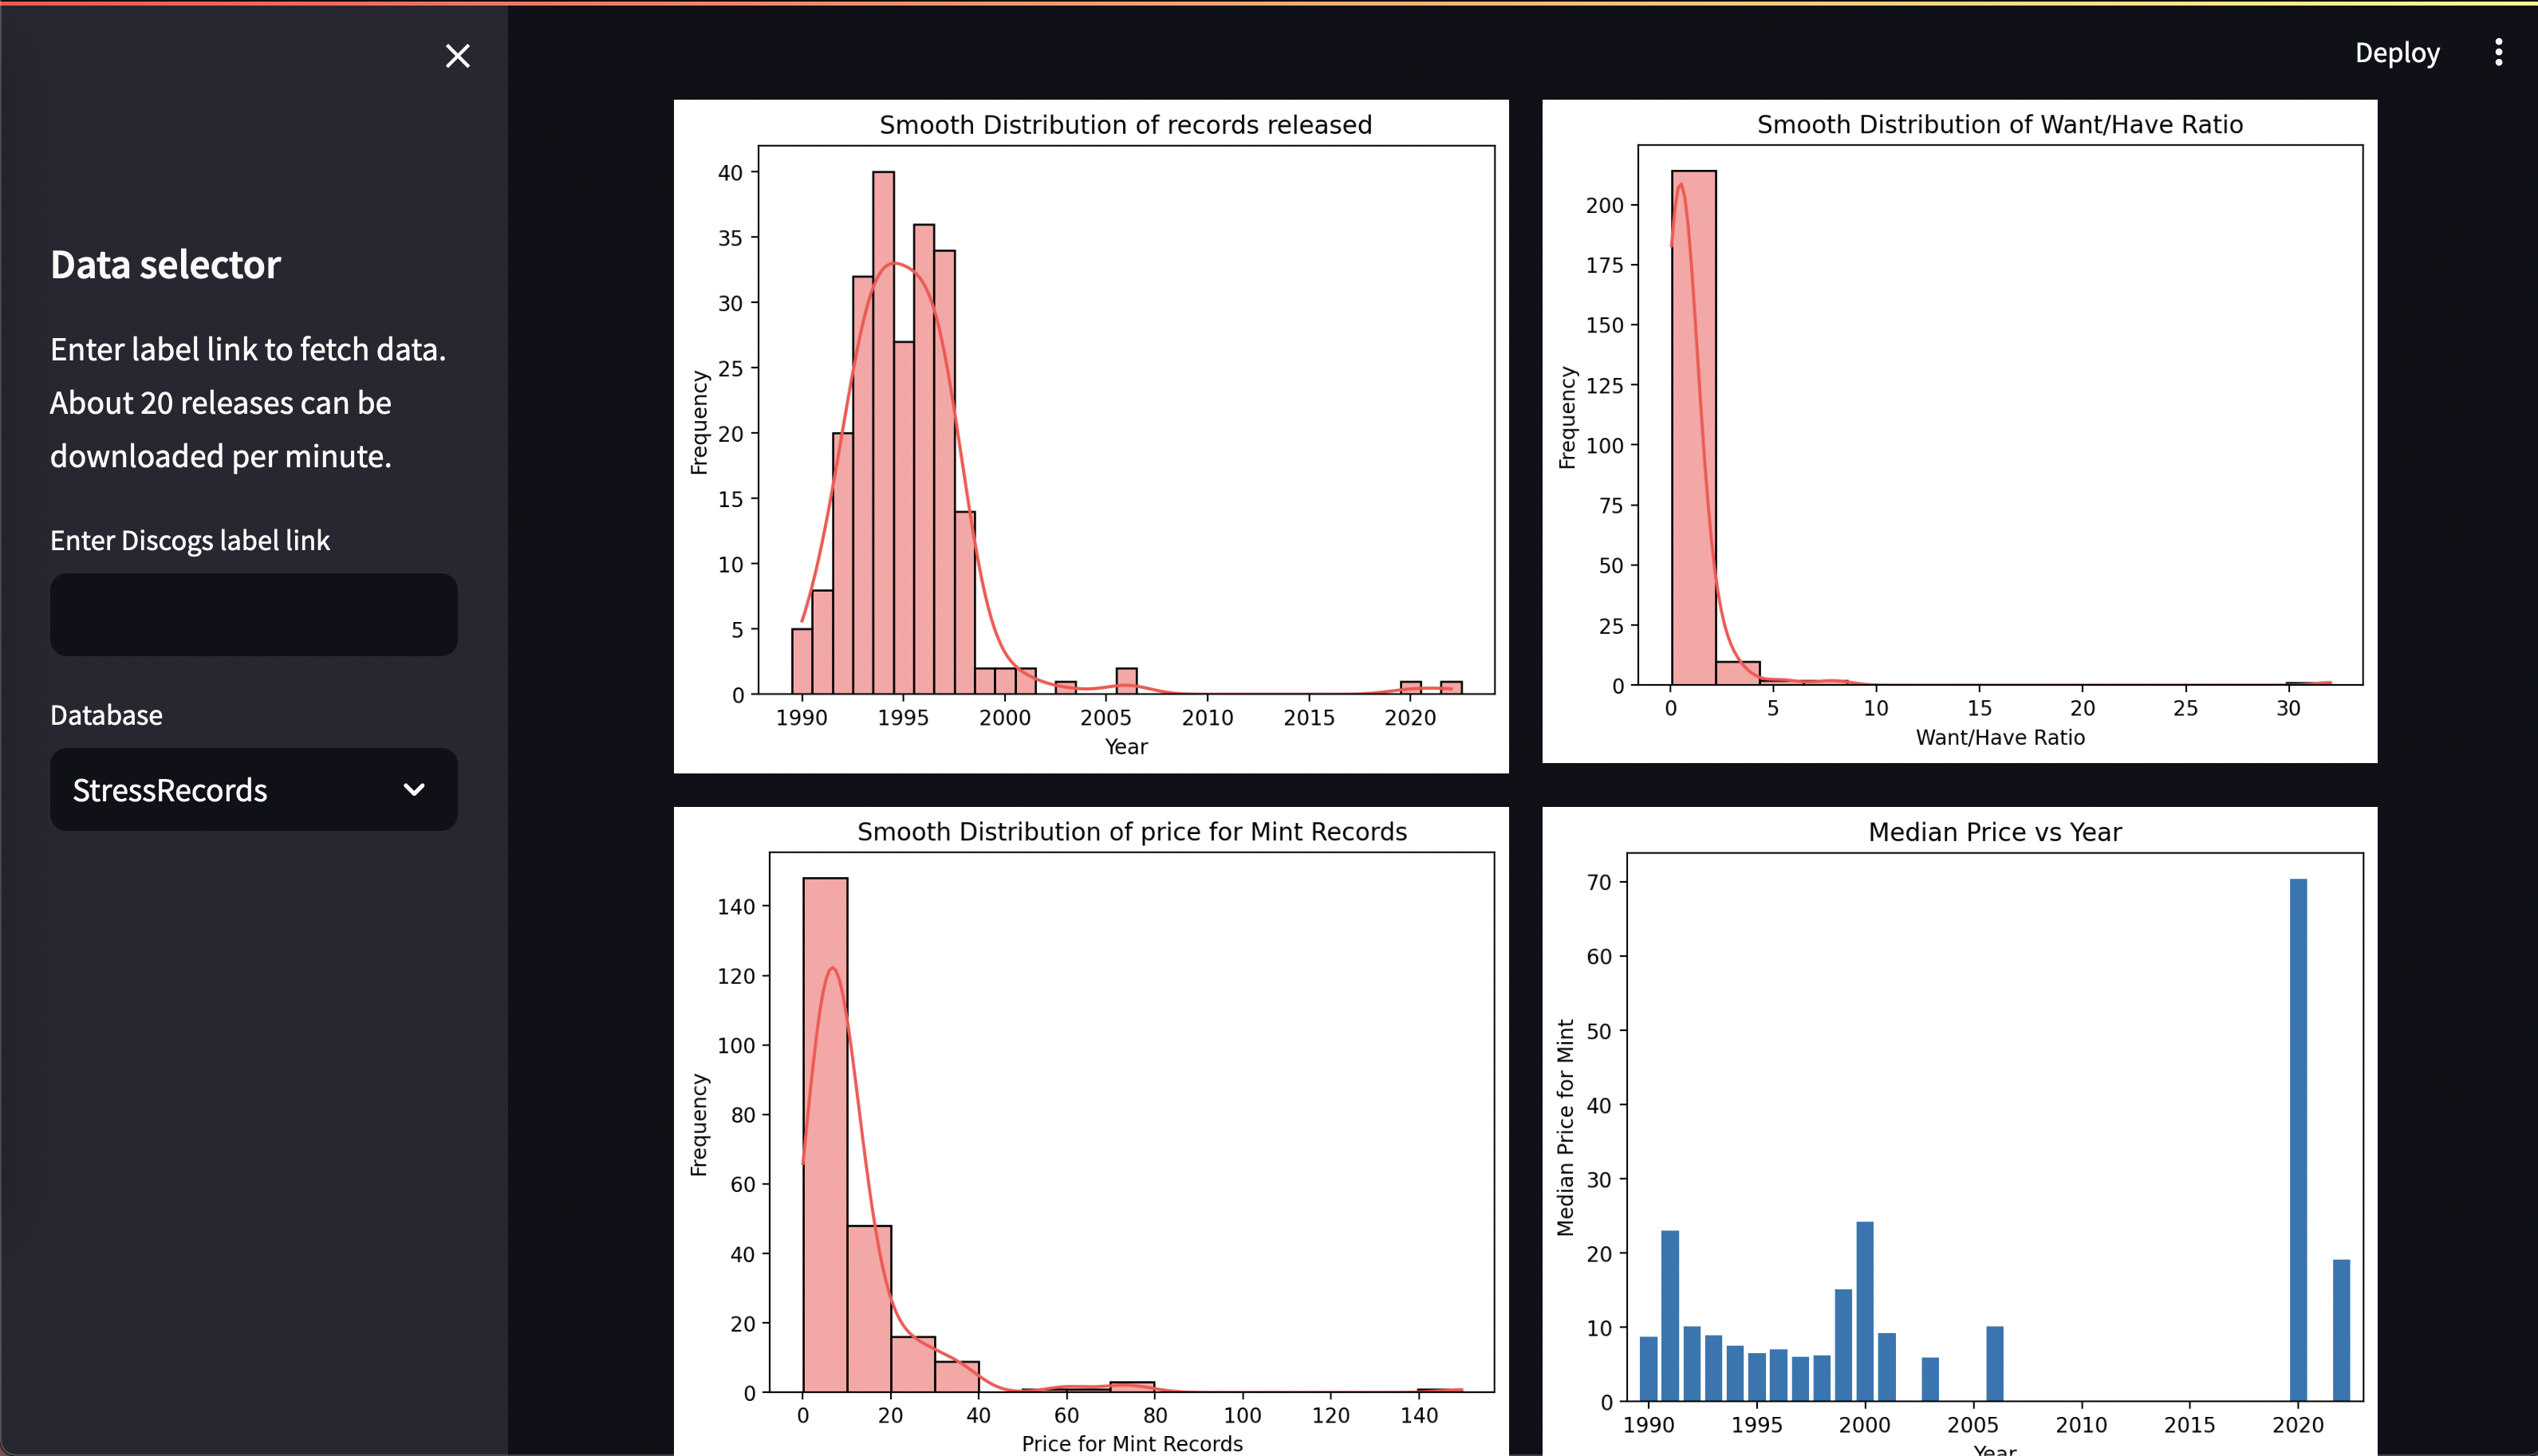 Deploy
Data selector
Enter label link to fetch data.
About 20 releases can be
downloaded per minute.
Enter Discogs label link
Database
StressRecords
Smooth Distribution of records released
40
35
30
25
20
15
10
5
0
Frequency
1990 1995 2000 2005 2010 2015 2020
Year
Smooth Distribution of Want/Have Ratio
200
175
150
125
100
75
50
25
0
Frequency
0 5 10 15 20 25 30
Want/Have Ratio
Smooth Distribution of price for Mint Records
140
120
100
80
60
40
20
0
Frequency
0 20 40 60 80 100 120 140
Price for Mint Records
Median Price vs Year
70
60
50
40
30
20
10
0
Median Price for Mint
1990 1995 2000 2005 2010 2015 2020
Year